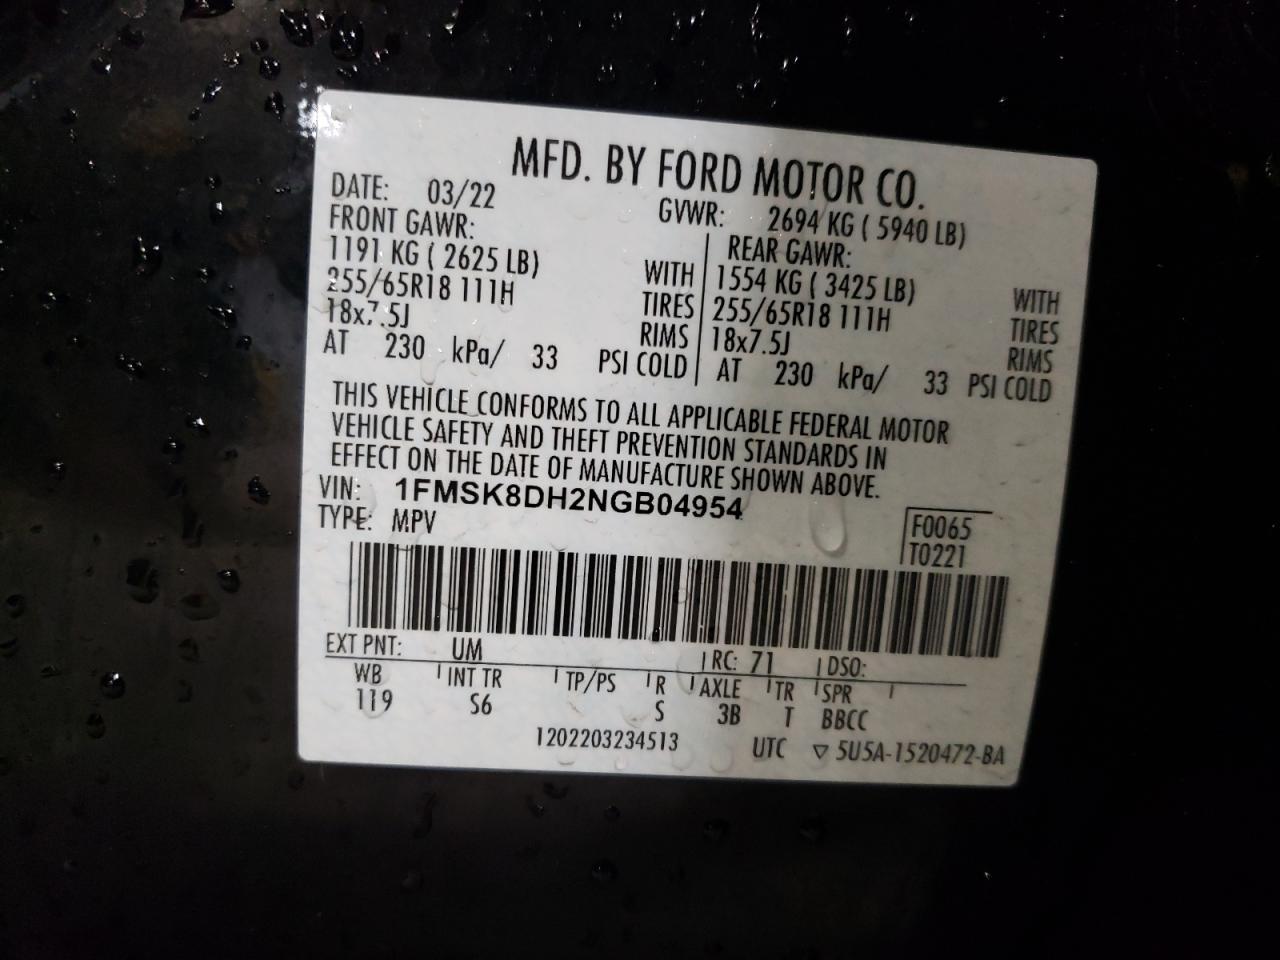 MFD. BY FORD MOTOR CO.
DATE: 03/22 GVWR: 2694 KG ( 5940 LB)
FRONT GAWR: REAR GAWR:
1191 KG ( 2625 LB) WITH 1554 KG ( 3425 LB) WITH
255/65R18 111H TIRES 255/65R18 111H TIRES
18x7.5J RIMS 18x7.5J RIMS
AT 230 kPa/ 33 PSI COLD AT 230 kPa/ 33 PSI COLD
THIS VEHICLE CONFORMS TO ALL APPLICABLE FEDERAL MOTOR
VEHICLE SAFETY AND THEFT PREVENTION STANDARDS IN
EFFECT ON THE DATE OF MANUFACTURE SHOWN ABOVE.
VIN: 1FMSK8DH2NGB04954
TYPE: MPV
F0065
T0221
EXT PNT: UM RC: 71 DSO:
WB INT TR TP/PS R AXLE TR SPR
119 S6 S 3B T BBCC
1202203234513 UTC ▽ 5U5A-1520472-BA